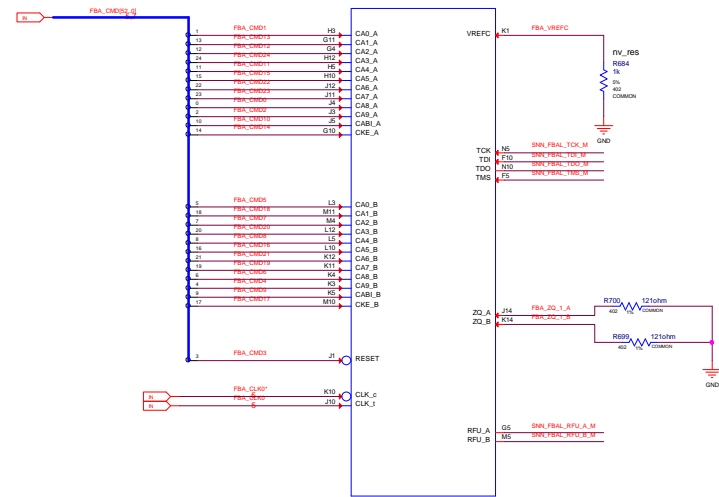 FBA_CMD[52..0]
IN
1 FBA_CMD1 H3 CA0_A
13 FBA_CMD13 G11 CA1_A
12 FBA_CMD12 G4 CA2_A
24 FBA_CMD24 H12 CA3_A
11 FBA_CMD11 H5 CA4_A
15 FBA_CMD15 H10 CA5_A
22 FBA_CMD22 J12 CA6_A
23 FBA_CMD23 J11 CA7_A
0 FBA_CMD0 J4 CA8_A
2 FBA_CMD2 J3 CA9_A
10 FBA_CMD10 J5 CABI_A
14 FBA_CMD14 G10 CKE_A
5 FBA_CMD5 L3 CA0_B
18 FBA_CMD18 M11 CA1_B
7 FBA_CMD7 M4 CA2_B
20 FBA_CMD20 L12 CA3_B
8 FBA_CMD8 L5 CA4_B
16 FBA_CMD16 L10 CA5_B
21 FBA_CMD21 K12 CA6_B
19 FBA_CMD19 K11 CA7_B
6 FBA_CMD6 K4 CA8_B
4 FBA_CMD4 K3 CA9_B
9 FBA_CMD9 K5 CABI_B
17 FBA_CMD17 M10 CKE_B
3 FBA_CMD3 J1 RESET
IN FBA_CLK0* K10 CLK_c
IN FBA_CLK0 J10 CLK_t
VREFC K1 FBA_VREFC
nv_res
R684
1k
5%
402
COMMON
GND
TCK N5 SNN_FBAL_TCK_M
TDI F10 SNN_FBAL_TDI_M
TDO N10 SNN_FBAL_TDO_M
TMS F5 SNN_FBAL_TMS_M
ZQ_A J14 FBA_ZQ_1_A
ZQ_B K14 FBA_ZQ_1_B
R700 121ohm
402 1% COMMON
R699 121ohm
402 1% COMMON
GND
RFU_A G5 SNN_FBAL_RFU_A_M
RFU_B M5 SNN_FBAL_RFU_B_M